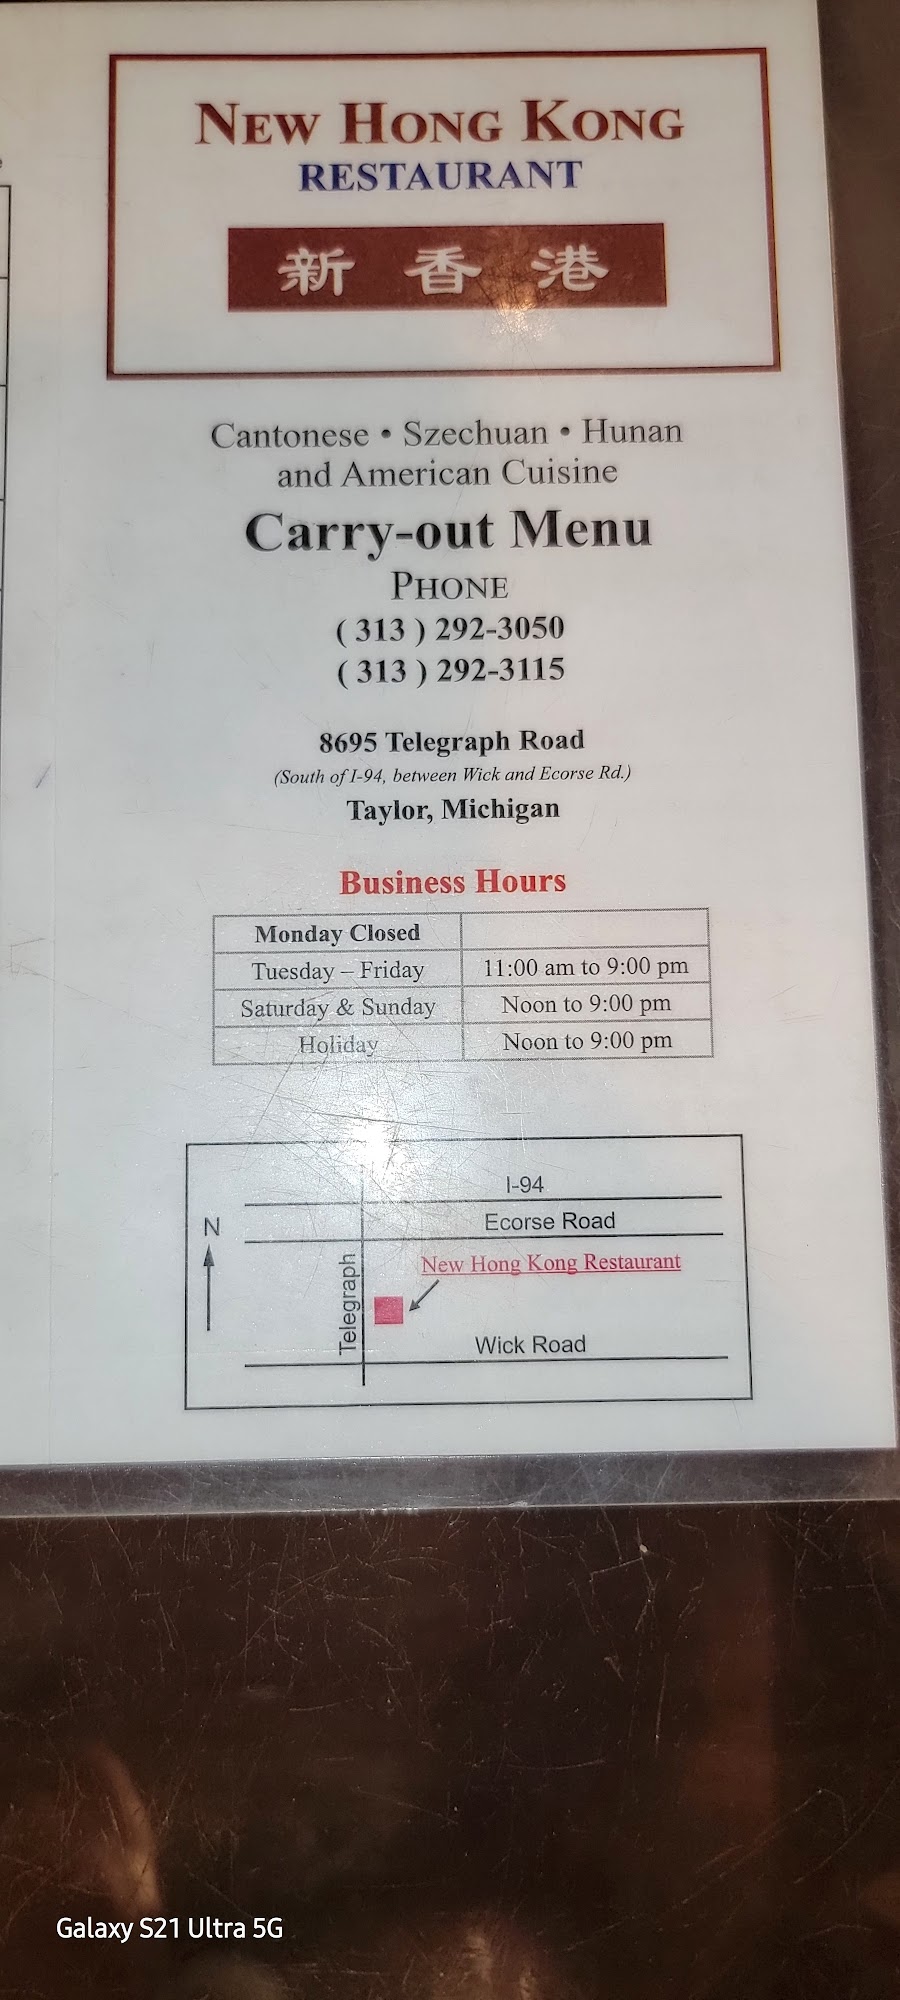 NEW HONG KONG
RESTAURANT
新 香 港
Cantonese • Szechuan • Hunan
and American Cuisine
Carry-out Menu
PHONE
( 313 ) 292-3050
( 313 ) 292-3115
8695 Telegraph Road
(South of I-94, between Wick and Ecorse Rd.)
Taylor, Michigan
Business Hours
Monday Closed
Tuesday – Friday 11:00 am to 9:00 pm
Saturday & Sunday Noon to 9:00 pm
Holiday Noon to 9:00 pm
I-94
N
Ecorse Road
New Hong Kong Restaurant
Telegraph
Wick Road
Galaxy S21 Ultra 5G